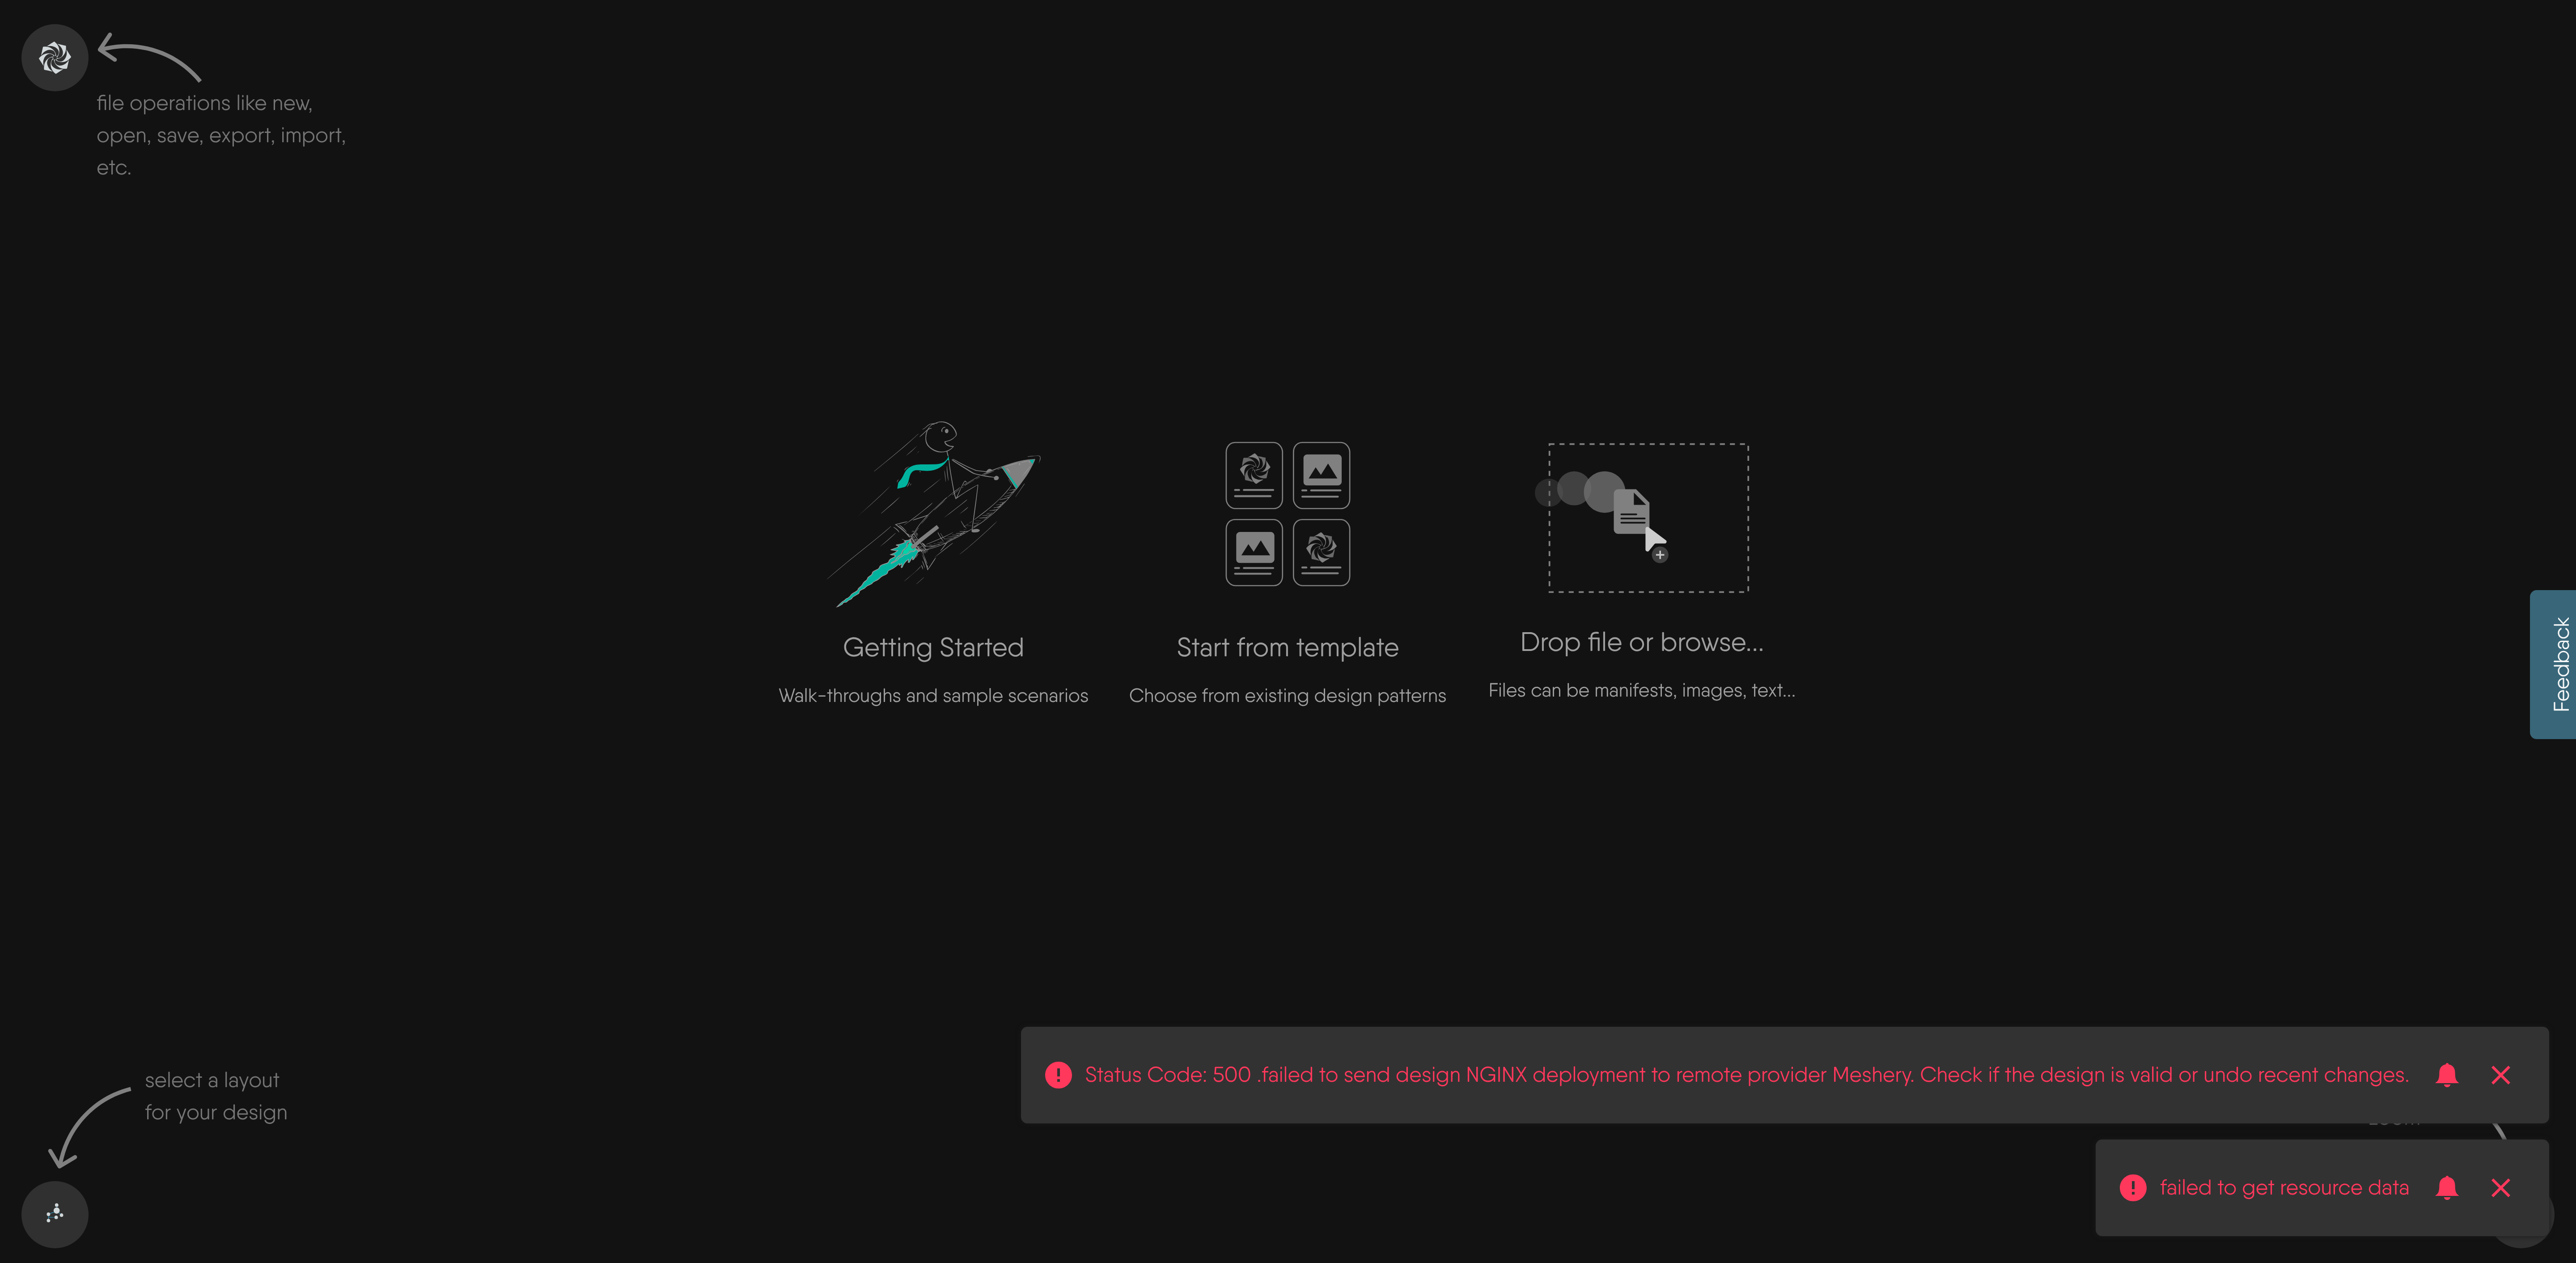 file operations like new,
open, save, export, import,
etc.
Getting Started
Start from template
Drop file or browse...
Walk-throughs and sample scenarios
Choose from existing design patterns
Files can be manifests, images, text...
Feedback
Status Code: 500 .failed to send design NGINX deployment to remote provider Meshery. Check if the design is valid or undo recent changes.
select a layout
for your design
failed to get resource data